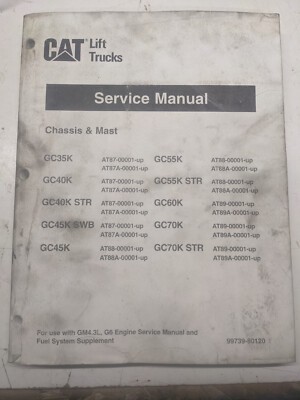 CAT Lift Trucks
Service Manual
Chassis & Mast
GC35K AT87-00001-up GC55K AT88-00001-up
AT87A-00001-up AT88A-00001-up
GC40K AT87-00001-up GC55K STR AT88-00001-up
AT87A-00001-up AT88A-00001-up
GC40K STR AT87-00001-up GC60K AT89-00001-up
AT87A-00001-up AT89A-00001-up
GC45K SWB AT87-00001-up GC70K AT89-00001-up
AT87A-00001-up AT89A-00001-up
GC45K AT88-00001-up GC70K STR AT89-00001-up
AT88A-00001-up AT89A-00001-up
For use with GM4.3L, G6 Engine Service Manual and
Fuel System Supplement 99739-80120